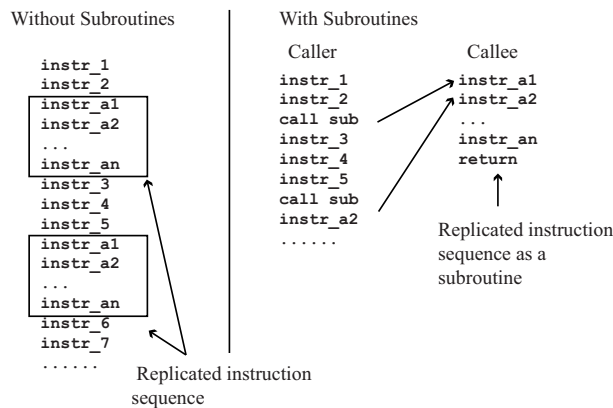 Without Subroutines
instr_1
instr_2
instr_a1
instr_a2
...
instr_an
instr_3
instr_4
instr_5
instr_a1
instr_a2
...
instr_an
instr_6
instr_7
......
Replicated instruction
sequence
With Subroutines
Caller
instr_1
instr_2
call sub
instr_3
instr_4
instr_5
call sub
instr_a2
......
Callee
instr_a1
instr_a2
...
instr_an
return
Replicated instruction
sequence as a
subroutine